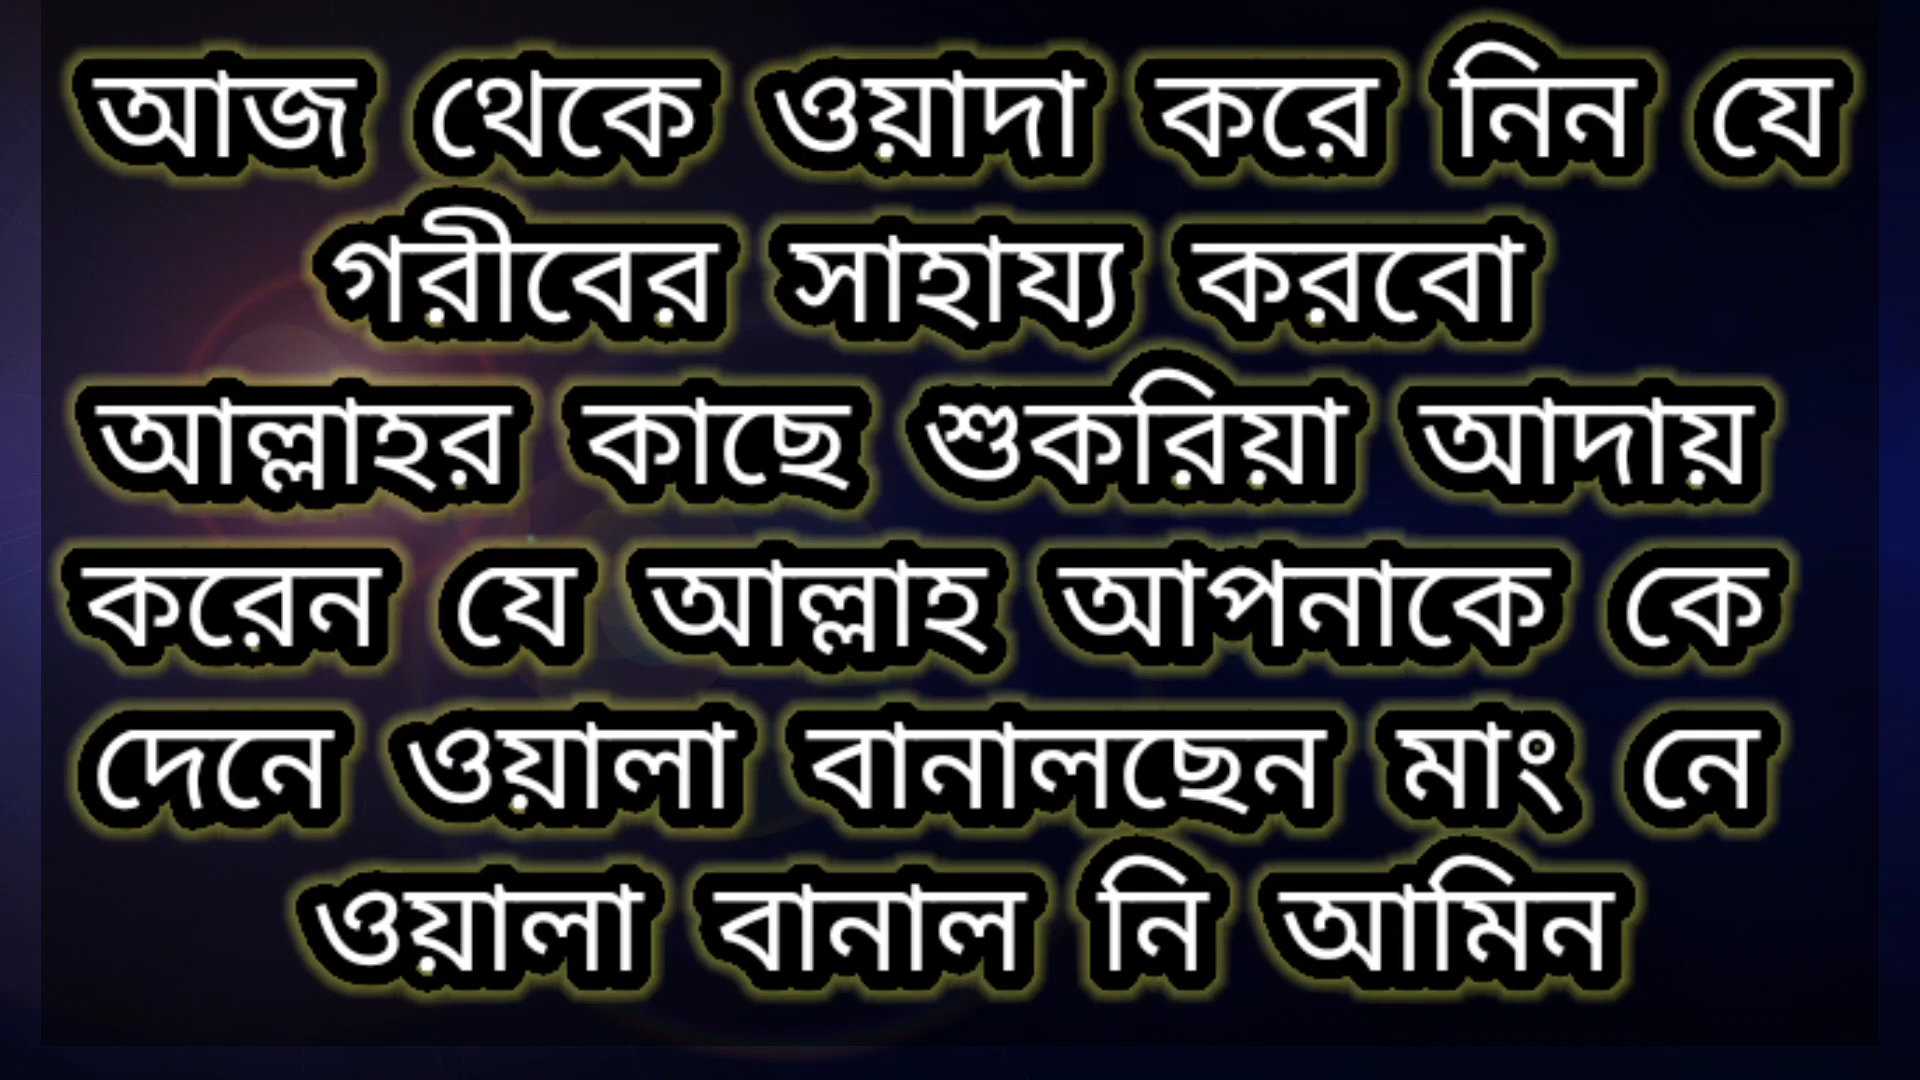 আজ থেকে ওয়াদা করে নিন যে
গরীবের সাহায্য করবো
আল্লাহর কাছে শুকরিয়া আদায়
করেন যে আল্লাহ আপনাকে কে
দেনে ওয়ালা বানালছেন মাং নে
ওয়ালা বানাল নি আমিন